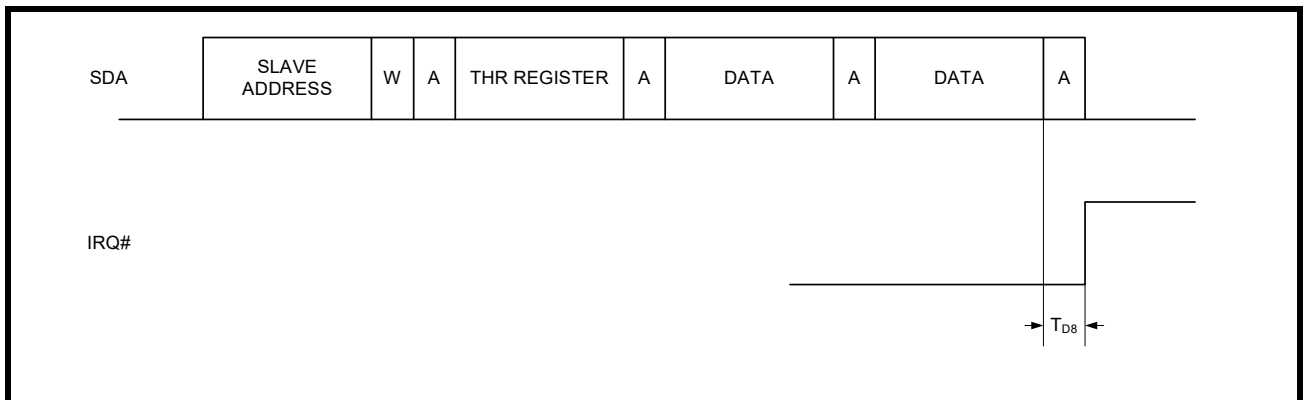 SDA
SLAVE
ADDRESS
W
A
THR REGISTER
A
DATA
A
DATA
A
IRQ#
TD8